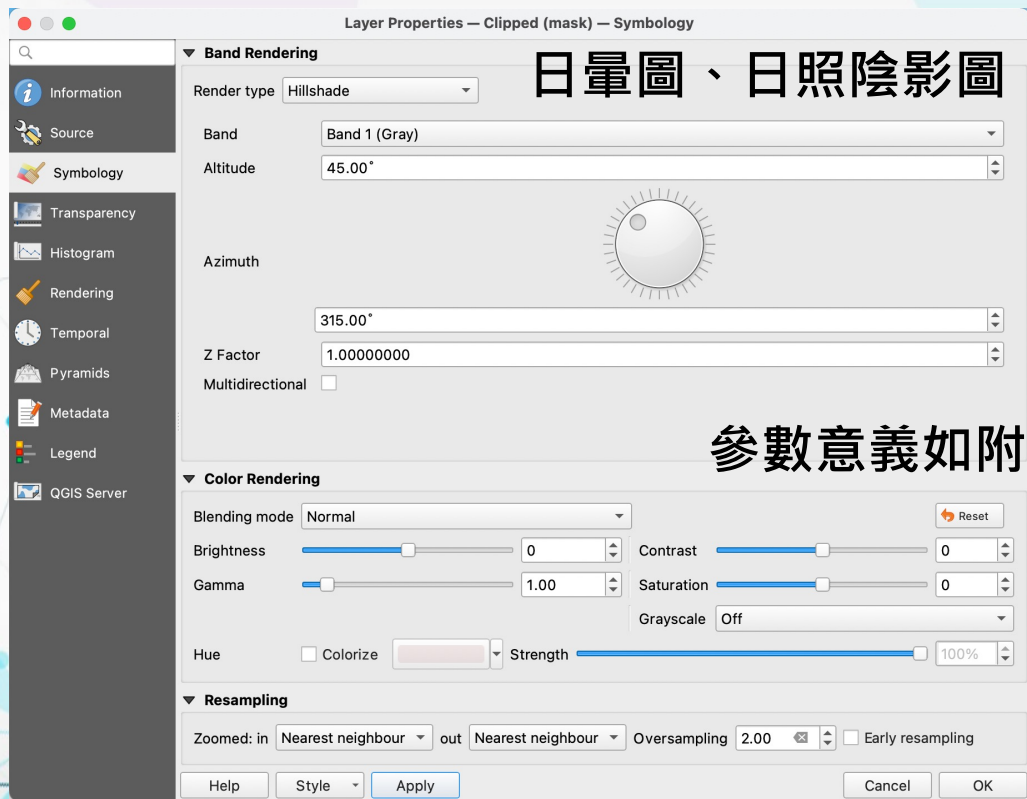 Layer Properties — Clipped (mask) — Symbology
日暈圖、日照陰影圖
Information
Source
Symbology
Transparency
Histogram
Rendering
Temporal
Pyramids
Metadata
Legend
QGIS Server
Band Rendering
Render type Hillshade
Band Band 1 (Gray)
Altitude 45.00°
Azimuth
315.00°
Z Factor 1.00000000
Multidirectional
參數意義如附
Color Rendering
Blending mode Normal Reset
Brightness 0 Contrast 0
Gamma 1.00 Saturation 0
Grayscale Off
Hue Colorize Strength 100%
Resampling
Zoomed: in Nearest neighbour out Nearest neighbour Oversampling 2.00 Early resampling
Help Style Apply Cancel OK